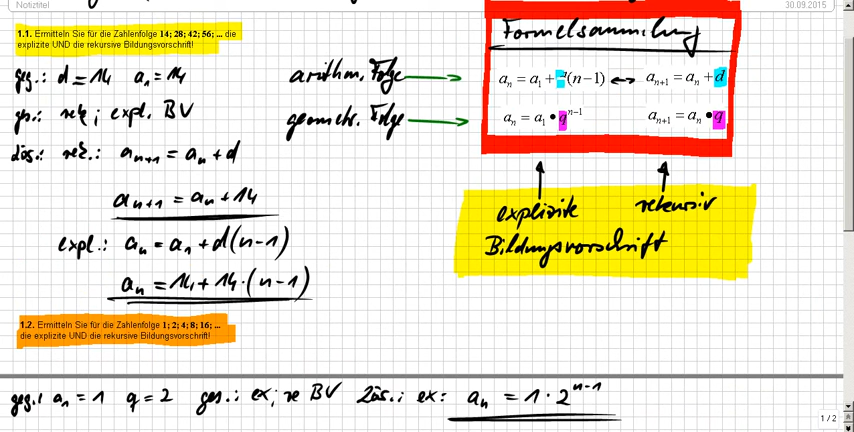 Notiztitel
30.09.2015
1.1. Ermitteln Sie für die Zahlenfolge 14; 28; 42; 56; ... die
explizite UND die rekursive Bildungsvorschrift!
geg.: d = 14 a₁ = 14
ges.: rek; expl. BV
Lös.: rek.: aₙ₊₁ = aₙ + d
aₙ₊₁ = aₙ + 14
expl.: aₙ = a₁ + d(n-1)
aₙ = 14 + 14·(n-1)
Formelsammlung
arithm. Folge → aₙ = a₁ + d(n−1) ↔ aₙ₊₁ = aₙ + d
geometr. Folge → aₙ = a₁ • qⁿ⁻¹ aₙ₊₁ = aₙ • q
explizite rekursiv
Bildungsvorschrift
1.2. Ermitteln Sie für die Zahlenfolge 1; 2; 4; 8; 16; ...
die explizite UND die rekursive Bildungsvorschrift!
geg.: a₁ = 1 q = 2 ges.: ex; re BV Lös.: ex: aₙ = 1 · 2ⁿ⁻¹
1 / 2